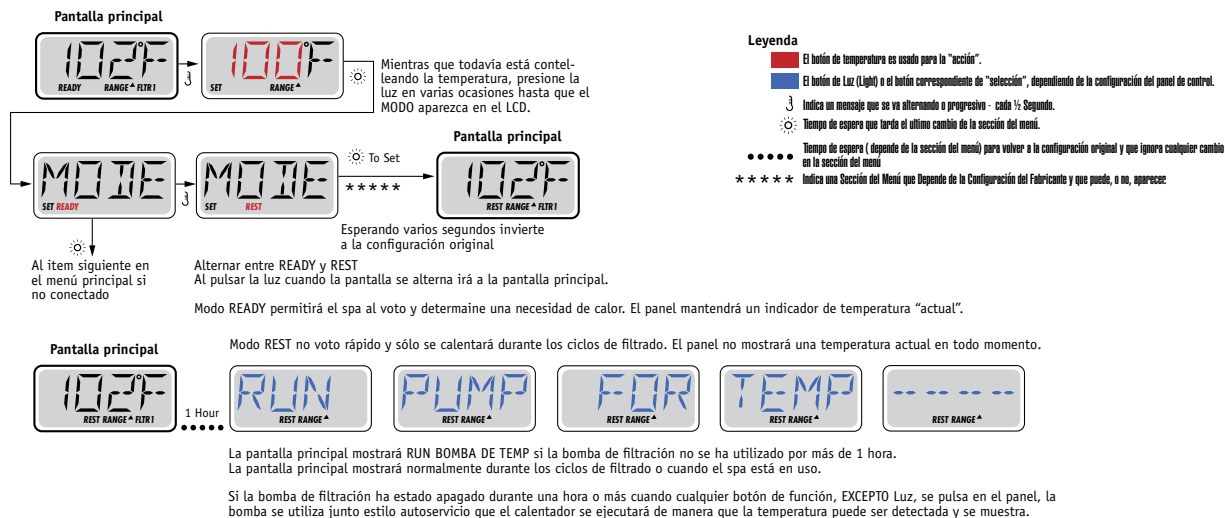 Pantalla principal
102°F
READY RANGE▲ FLTR1
100°F
SET RANGE▲
Mientras que todavía está contel-
leando la temperatura, presione la
luz en varias ocasiones hasta que el
MODO aparezca en el LCD.
Leyenda
El botón de temperatura es usado para la "acción".
El botón de Luz (Light) o el botón correspondiente de "selección", dependiendo de la configuración del panel de control.
Indica un mensaje que se va alternando o progresivo - cada ½ Segundo.
Tiempo de espera que tarda el ultimo cambio de la sección del menú.
Tiempo de espera ( depende de la sección del menú) para volver a la configuración original y que ignora cualquier cambio
en la sección del menú
★★★★★ Indica una Sección del Menú que Depende de la Configuración del Fabricante y que puede, o no, aparecer.
MODE
SET READY
MODE
SET REST
To Set
★★★★★
Pantalla principal
102°F
REST RANGE▲ FLTR1
Esperando varios segundos invierte
a la configuración original
Al item siguiente en
el menú principal si
no conectado
Alternar entre READY y REST
Al pulsar la luz cuando la pantalla se alterna irá a la pantalla principal.
Modo READY permitirá el spa al voto y determaine una necesidad de calor. El panel mantendrá un indicador de temperatura "actual".
Modo REST no voto rápido y sólo se calentará durante los ciclos de filtrado. El panel no mostrará una temperatura actual en todo momento.
Pantalla principal
102°F
REST RANGE▲ FLTR1
1 Hour
RUN
REST RANGE▲
PUMP
REST RANGE▲
FOR
REST RANGE▲
TEMP
REST RANGE▲
-- -- -- --
REST RANGE▲
La pantalla principal mostrará RUN BOMBA DE TEMP si la bomba de filtración no se ha utilizado por más de 1 hora.
La pantalla principal mostrará normalmente durante los ciclos de filtrado o cuando el spa está en uso.
Si la bomba de filtración ha estado apagado durante una hora o más cuando cualquier botón de función, EXCEPTO Luz, se pulsa en el panel, la
bomba se utiliza junto estilo autoservicio que el calentador se ejecutará de manera que la temperatura puede ser detectada y se muestra.